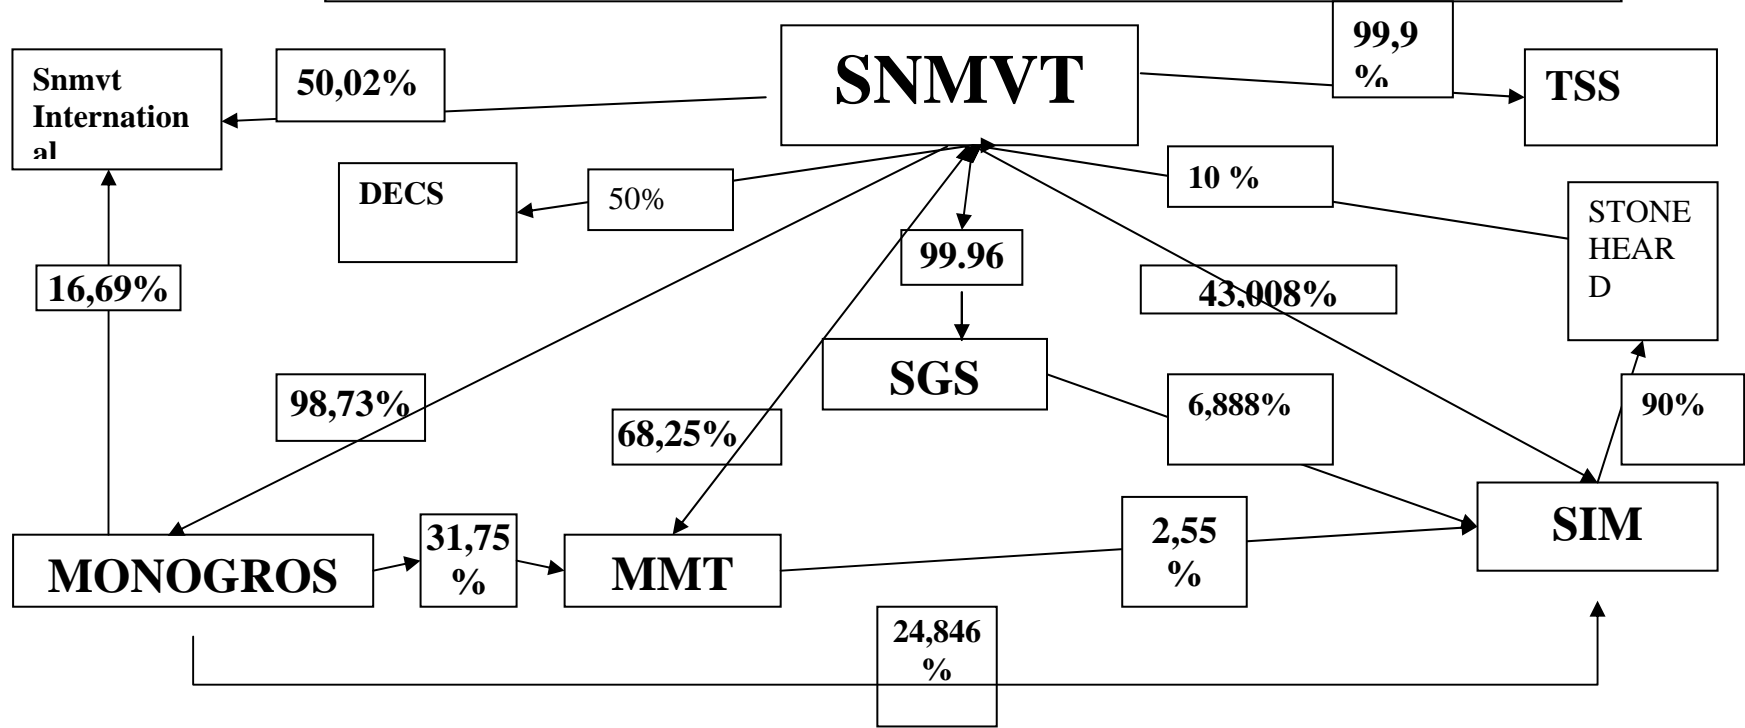 99,9
%
SNMVT
Snmvt
Internation
al
50,02%
TSS
DECS
50%
10 %
STONE
HEAR
D
99.96
16,69%
43,008%
SGS
98,73%
68,25%
6,888%
90%
31,75
%
2,55
%
SIM
MONOGROS
MMT
24,846
%